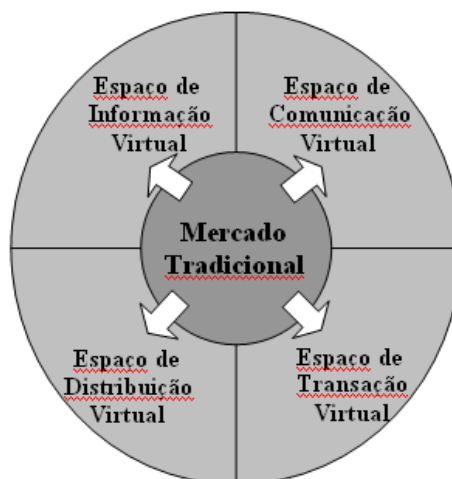 Espaço de
Informação
Virtual
Espaço de
Comunicação
Virtual
Mercado
Tradicional
Espaço de
Distribuição
Virtual
Espaço de
Transação
Virtual